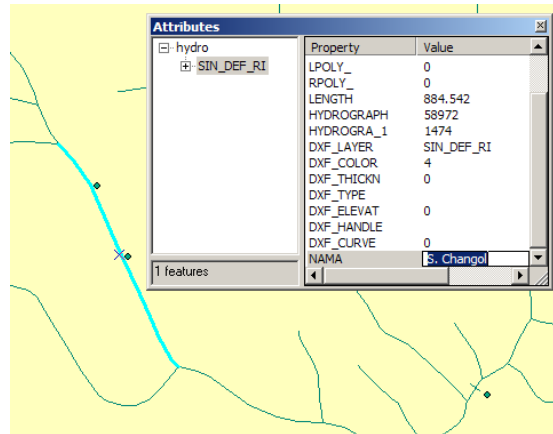 Attributes
hydro
SIN_DEF_RI
1 features
Property Value
LPOLY_ 0
RPOLY_ 0
LENGTH 884.542
HYDROGRAPH 58972
HYDROGRA_1 1474
DXF_LAYER SIN_DEF_RI
DXF_COLOR 4
DXF_THICKN 0
DXF_TYPE
DXF_ELEVAT 0
DXF_HANDLE
DXF_CURVE 0
NAMA S. Changol